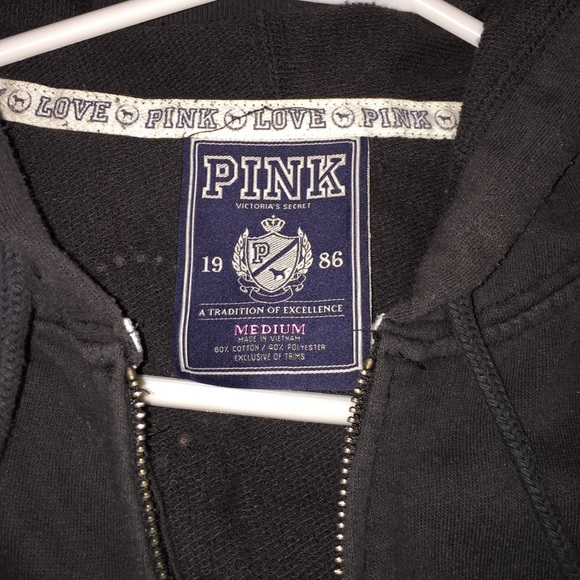 LOVE PINK LOVE PINK
PINK
VICTORIA'S SECRET
P
19 86
A TRADITION OF EXCELLENCE
MEDIUM
MADE IN VIETNAM
60% COTTON / 40% POLYESTER
EXCLUSIVE OF TRIMS